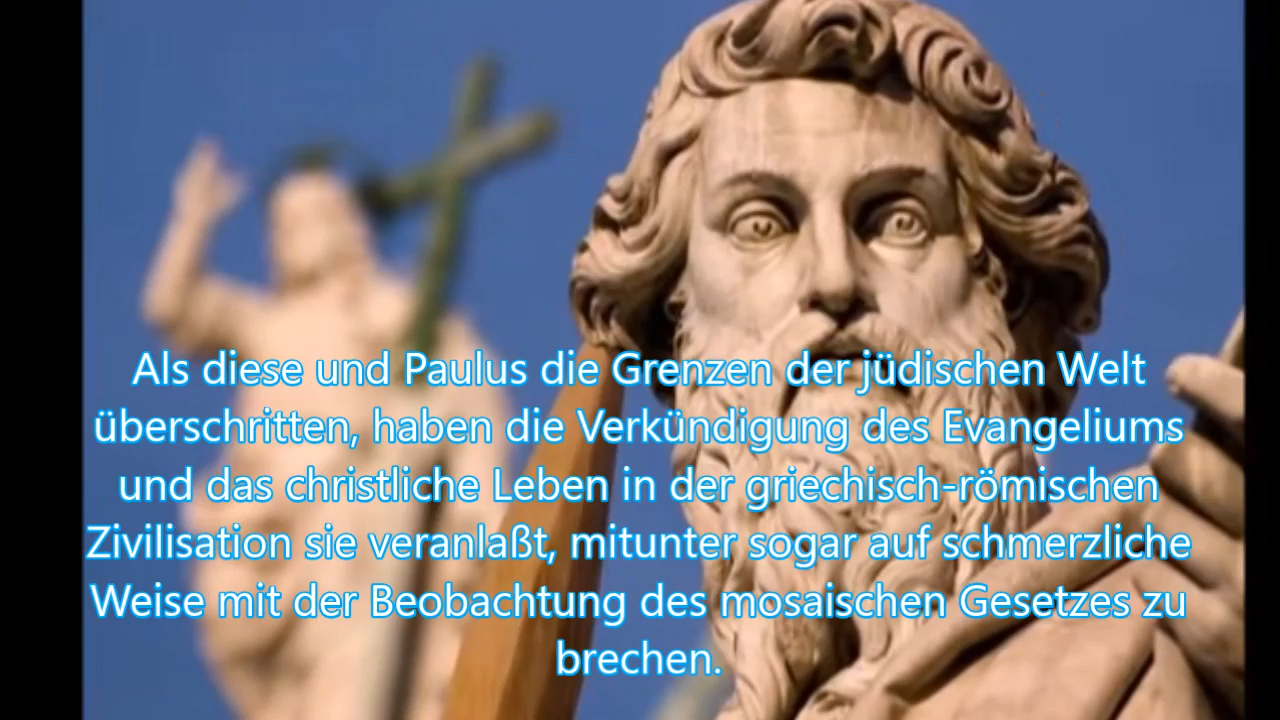 Als diese und Paulus die Grenzen der jüdischen Welt
überschritten, haben die Verkündigung des Evangeliums
und das christliche Leben in der griechisch-römischen
Zivilisation sie veranlaßt, mitunter sogar auf schmerzliche
Weise mit der Beobachtung des mosaischen Gesetzes zu
brechen.